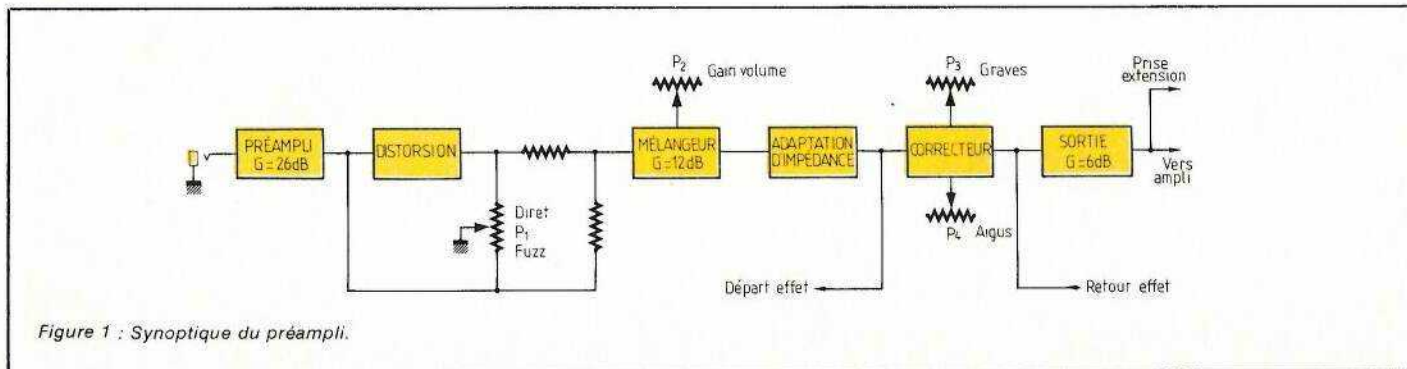 PRÉAMPLI
G=26dB
DISTORSION
Diret
P1
Fuzz
P2
Gain volume
MÉLANGEUR
G=12dB
ADAPTATION
D'IMPÉDANCE
Départ effet
P3
Graves
CORRECTEUR
P4
Aigus
Retour effet
SORTIE
G=6dB
Prise
extension
Vers
ampli
Figure 1 : Synoptique du préampli.